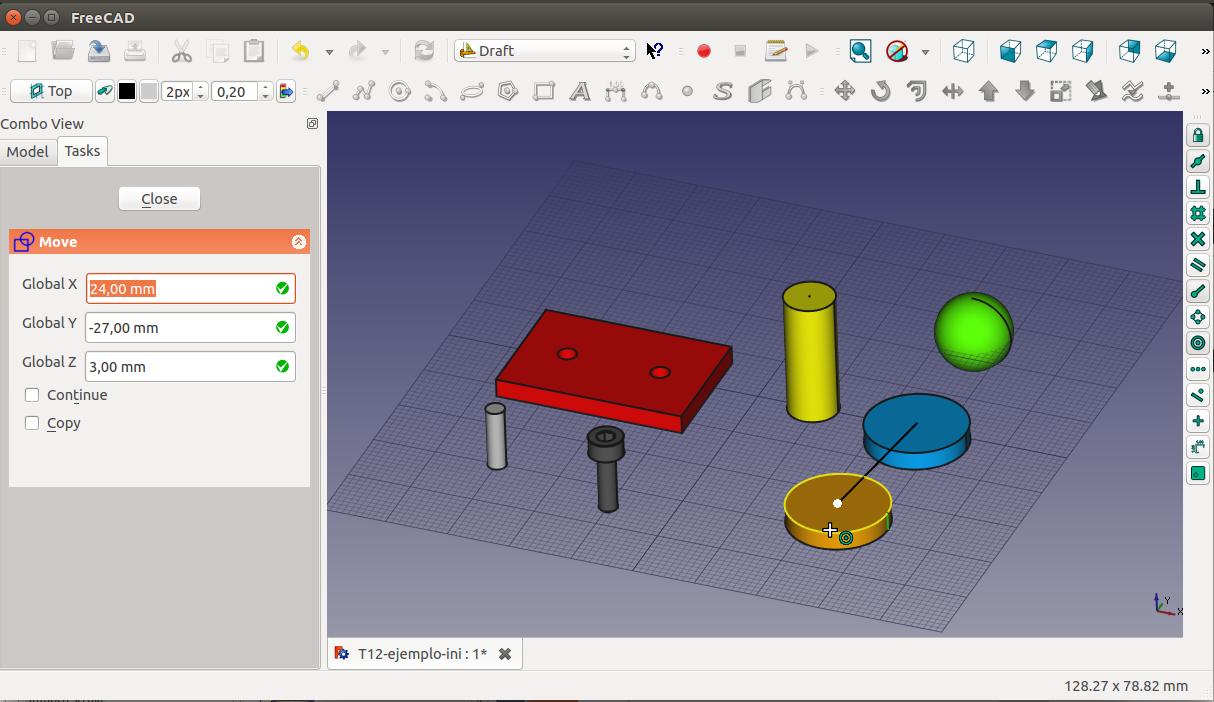 FreeCAD
Draft
Top
2px
0,20
Combo View
Model
Tasks
Close
Move
Global X
24,00 mm
Global Y
-27,00 mm
Global Z
3,00 mm
Continue
Copy
Y
X
T12-ejemplo-ini : 1*
128.27 x 78.82 mm